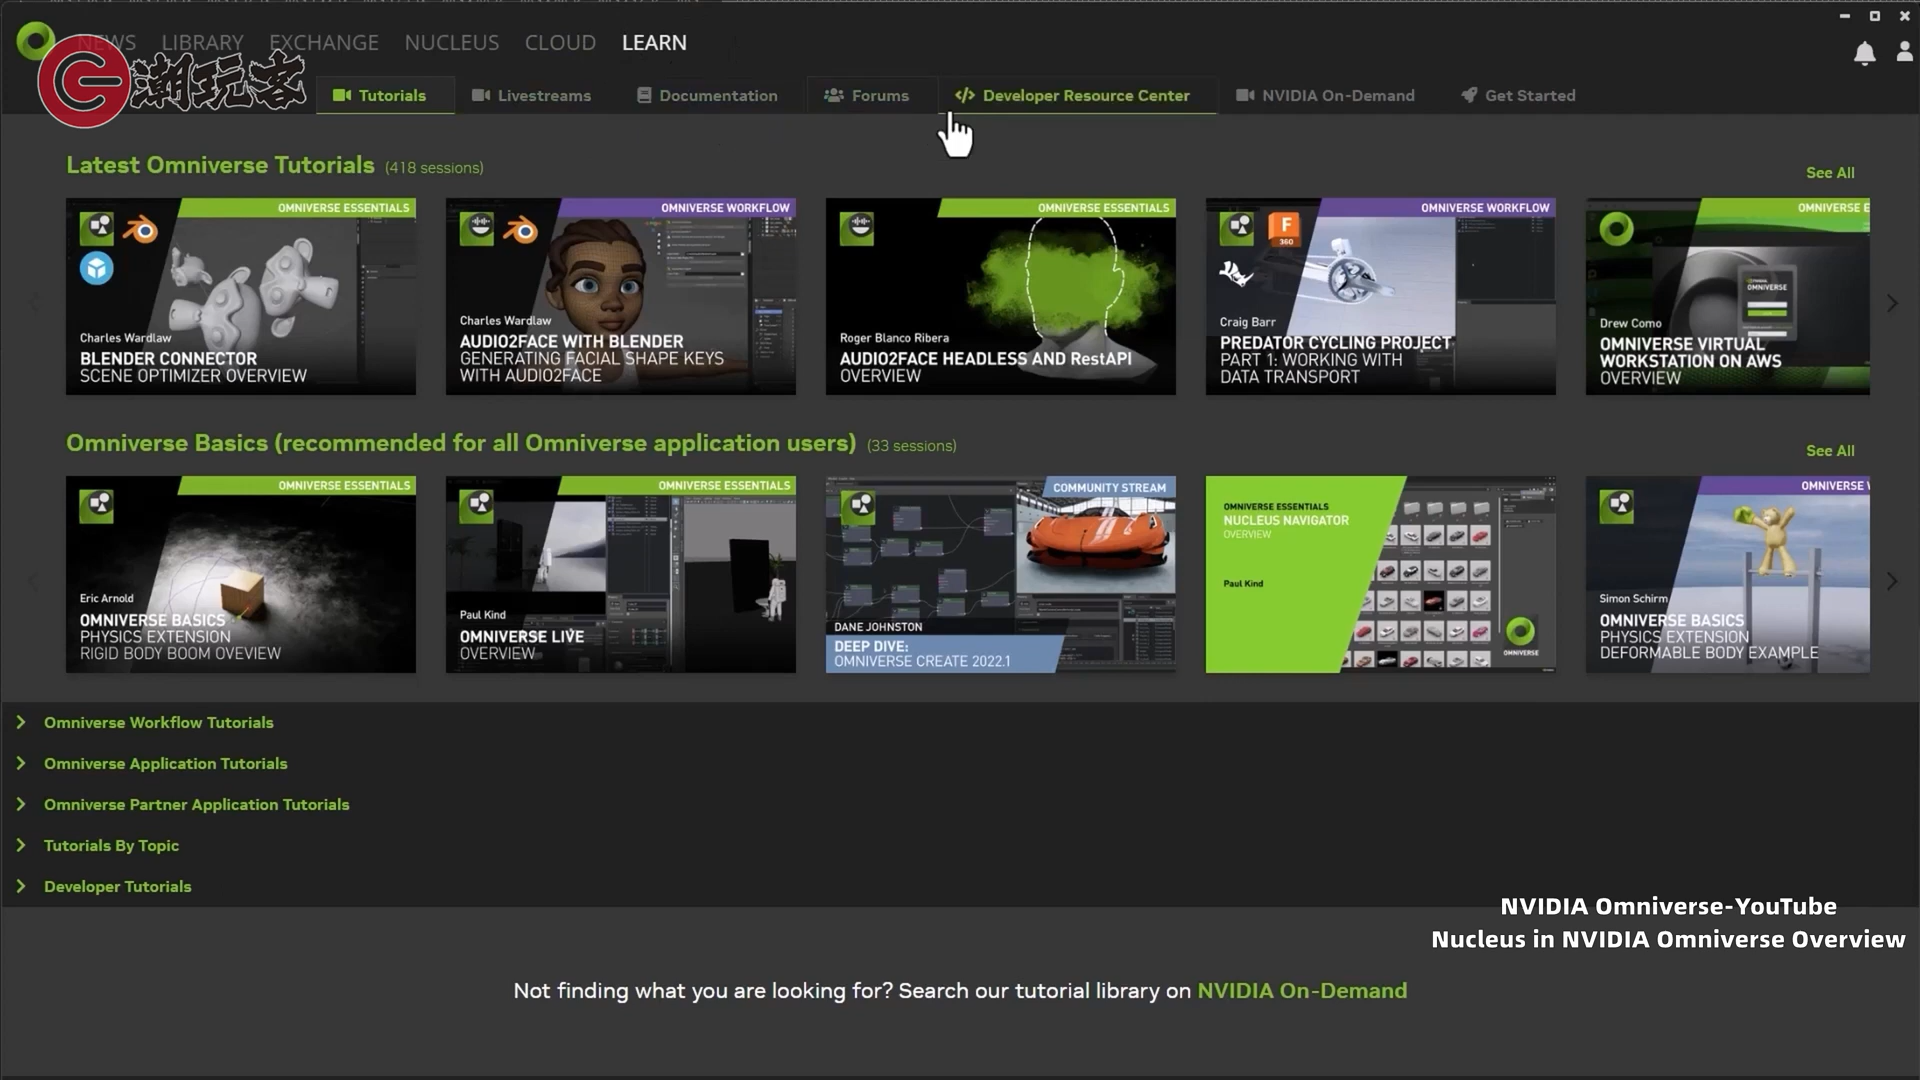 NEWS LIBRARY EXCHANGE NUCLEUS CLOUD LEARN
潮玩客
Tutorials Livestreams Documentation Forums Developer Resource Center NVIDIA On-Demand Get Started
Latest Omniverse Tutorials (418 sessions)
See All
OMNIVERSE ESSENTIALS
Charles Wardlaw
BLENDER CONNECTOR
SCENE OPTIMIZER OVERVIEW
OMNIVERSE WORKFLOW
Charles Wardlaw
AUDIO2FACE WITH BLENDER
GENERATING FACIAL SHAPE KEYS
WITH AUDIO2FACE
OMNIVERSE ESSENTIALS
Roger Blanco Ribera
AUDIO2FACE HEADLESS AND RestAPI
OVERVIEW
OMNIVERSE WORKFLOW
F
360
Craig Barr
PREDATOR CYCLING PROJECT
PART 1: WORKING WITH
DATA TRANSPORT
OMNIVERSE E
OMNIVERSE
Drew Como
OMNIVERSE VIRTUAL
WORKSTATION ON AWS
OVERVIEW
Omniverse Basics (recommended for all Omniverse application users) (33 sessions)
See All
OMNIVERSE ESSENTIALS
Eric Arnold
OMNIVERSE BASICS
PHYSICS EXTENSION
RIGID BODY BOOM OVEVIEW
OMNIVERSE ESSENTIALS
Paul Kind
OMNIVERSE LIVE
OVERVIEW
COMMUNITY STREAM
DANE JOHNSTON
DEEP DIVE:
OMNIVERSE CREATE 2022.1
OMNIVERSE ESSENTIALS
NUCLEUS NAVIGATOR
OVERVIEW
Paul Kind
OMNIVERSE
OMNIVERSE
Simon Schirm
OMNIVERSE BASICS
PHYSICS EXTENSION
DEFORMABLE BODY EXAMPLE
Omniverse Workflow Tutorials
Omniverse Application Tutorials
Omniverse Partner Application Tutorials
Tutorials By Topic
Developer Tutorials
NVIDIA Omniverse-YouTube
Nucleus in NVIDIA Omniverse Overview
Not finding what you are looking for? Search our tutorial library on NVIDIA On-Demand